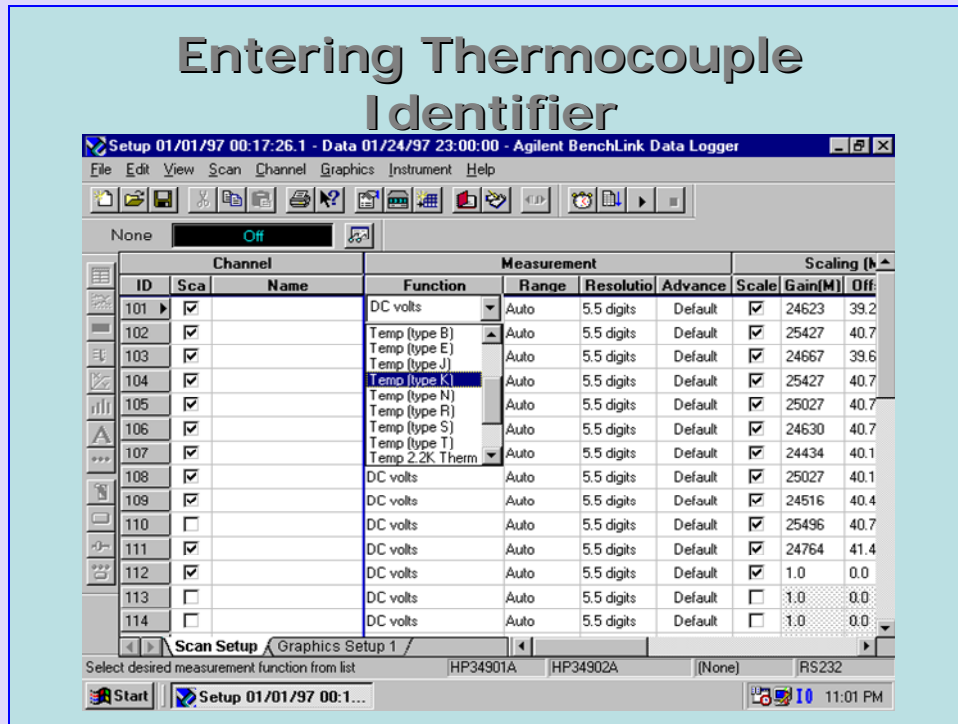 Entering Thermocouple
Identifier
Setup 01/01/97 00:17:26.1 - Data 01/24/97 23:00:00 - Agilent BenchLink Data Logger
File Edit View Scan Channel Graphics Instrument Help
None Off
Channel Measurement Scaling (M
ID Sca Name Function Range Resolutio Advance Scale Gain(M) Off
101 DC volts Auto 5.5 digits Default 24623 39.2
102 Temp (type B) Auto 5.5 digits Default 25427 40.7
Temp (type E)
103 Temp (type J) Auto 5.5 digits Default 24667 39.6
104 Temp (type K) Auto 5.5 digits Default 25427 40.7
Temp (type N)
105 Temp (type R) Auto 5.5 digits Default 25027 40.7
106 Temp (type S) Auto 5.5 digits Default 24630 40.7
Temp (type T)
107 Temp 2.2K Therm Auto 5.5 digits Default 24434 40.1
108 DC volts Auto 5.5 digits Default 25027 40.1
109 DC volts Auto 5.5 digits Default 24516 40.4
110 DC volts Auto 5.5 digits Default 25496 40.7
111 DC volts Auto 5.5 digits Default 24764 41.4
112 DC volts Auto 5.5 digits Default 1.0 0.0
113 DC volts Auto 5.5 digits Default 1.0 0.0
114 DC volts Auto 5.5 digits Default 1.0 0.0
Scan Setup Graphics Setup 1
Select desired measurement function from list HP34901A HP34902A (None) RS232
Start Setup 01/01/97 00:1... 11:01 PM